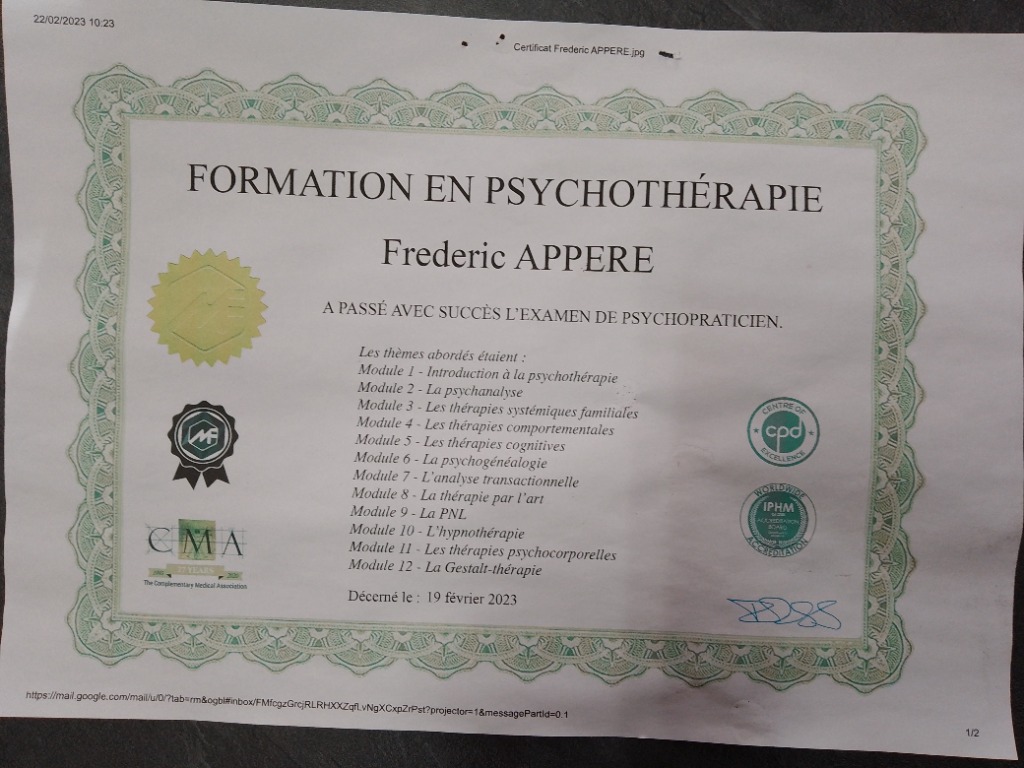 22/02/2023 10:23
Certificat Frederic APPERE.jpg
FORMATION EN PSYCHOTHÉRAPIE
Frederic APPERE
A PASSÉ AVEC SUCCÈS L'EXAMEN DE PSYCHOPRATICIEN.
Les thèmes abordés étaient :
Module 1 - Introduction à la psychothérapie
Module 2 - La psychanalyse
Module 3 - Les thérapies systémiques familiales
Module 4 - Les thérapies comportementales
Module 5 - Les thérapies cognitives
Module 6 - La psychogénéalogie
Module 7 - L'analyse transactionnelle
Module 8 - La thérapie par l'art
Module 9 - La PNL
Module 10 - L'hypnothérapie
Module 11 - Les thérapies psychocorporelles
Module 12 - La Gestalt-thérapie
Décerné le : 19 février 2023
MF
CMA
27 YEARS
2020
The Complementary Medical Association
CENTRE OF
cpd
EXCELLENCE
WORLDWIDE
IPHM
ACCREDITATION
BOARD
ACCREDITATION
https://mail.google.com/mail/u/0/?tab=rm&ogbl#inbox/FMfcgzGrcjRLRHXXZqfLvNgXCxpZrPst?projector=1&messagePartId=0.1
1/2